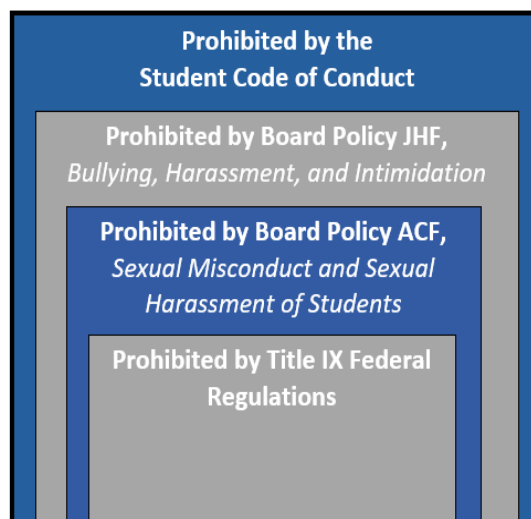 Prohibited by the
Student Code of Conduct
Prohibited by Board Policy JHF,
Bullying, Harassment, and Intimidation
Prohibited by Board Policy ACF,
Sexual Misconduct and Sexual
Harassment of Students
Prohibited by Title IX Federal
Regulations